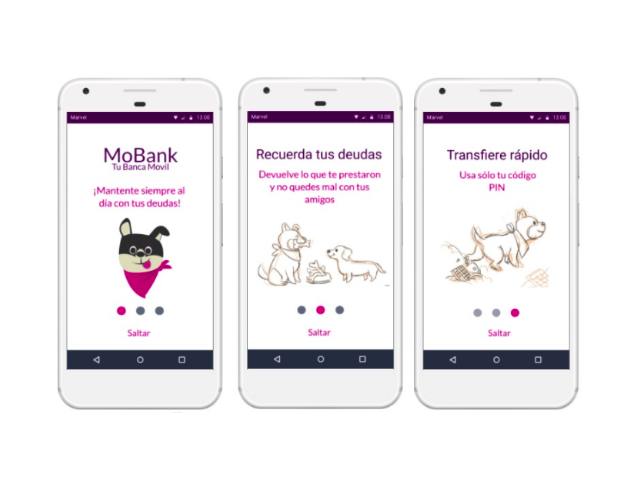 Marvel 13:00
MoBank
Tu Banca Movil
¡Mantente siempre al
día con tus deudas!
Saltar
Marvel 13:00
Recuerda tus deudas
Devuelve lo que te prestaron
y no quedes mal con tus
amigos
Saltar
Marvel 13:00
Transfiere rápido
Usa sólo tu código
PIN
Saltar